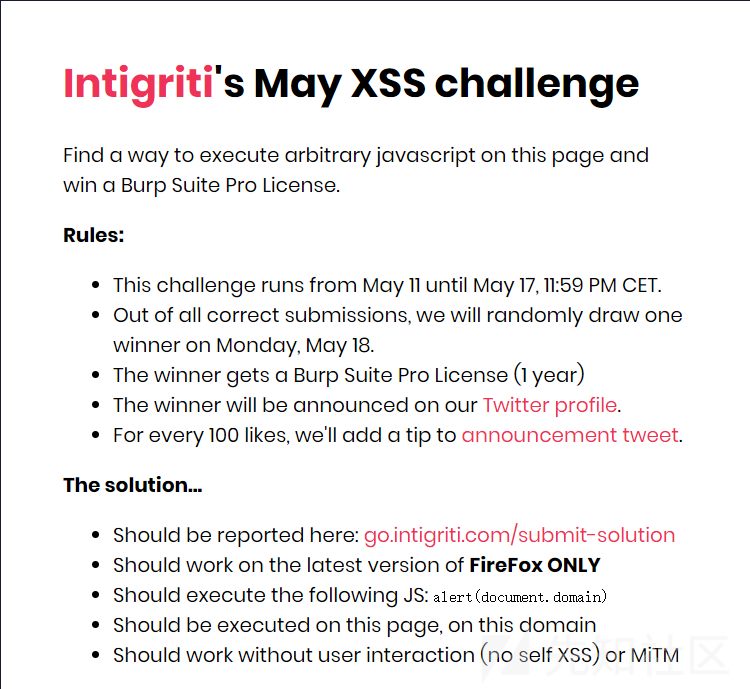 Intigriti's May XSS challenge
Find a way to execute arbitrary javascript on this page and
win a Burp Suite Pro License.
Rules:
This challenge runs from May 11 until May 17, 11:59 PM CET.
Out of all correct submissions, we will randomly draw one
winner on Monday, May 18.
The winner gets a Burp Suite Pro License (1 year)
The winner will be announced on our Twitter profile.
For every 100 likes, we'll add a tip to announcement tweet.
The solution...
Should be reported here: go.intigriti.com/submit-solution
Should work on the latest version of FireFox ONLY
Should execute the following JS: alert(document.domain)
Should be executed on this page, on this domain
Should work without user interaction (no self XSS) or MiTM
先知社区